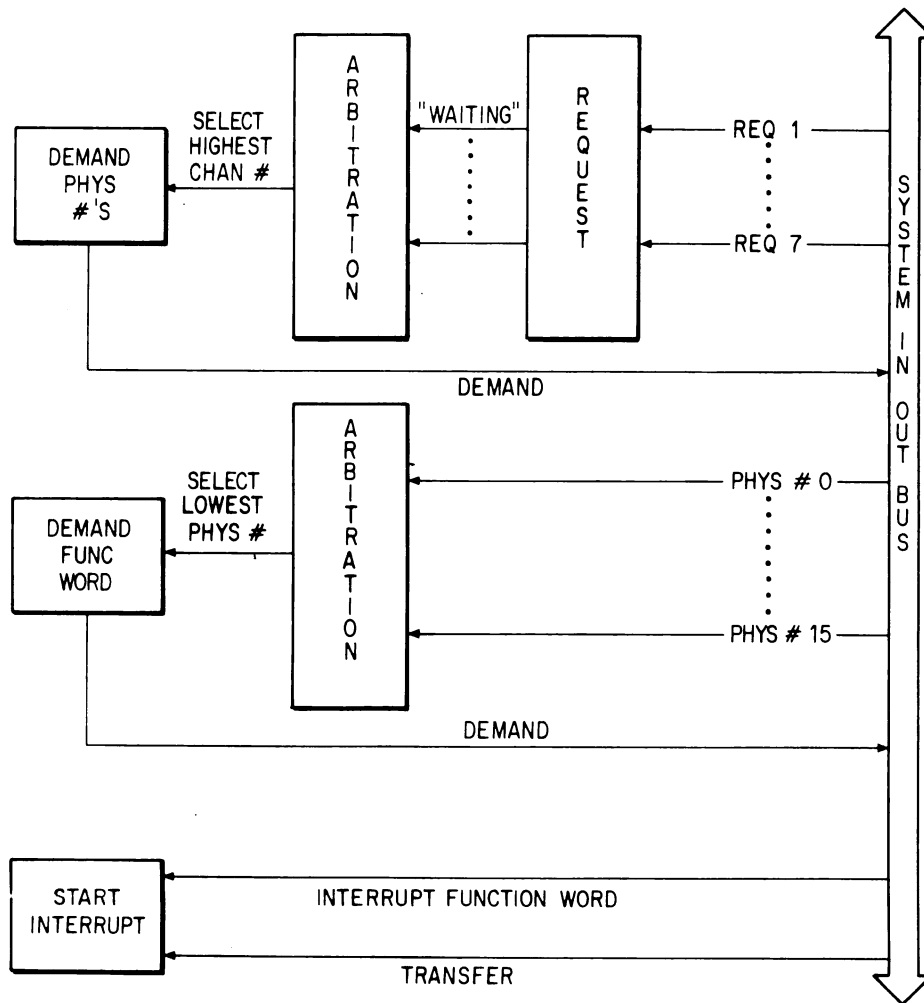 DEMAND
PHYS
#'S
SELECT
HIGHEST
CHAN #
ARBITRATION
"WAITING"
REQUEST
REQ 1
REQ 7
DEMAND
SYSTEM IN OUT BUS
DEMAND
FUNC
WORD
SELECT
LOWEST
PHYS #
ARBITRATION
PHYS # 0
PHYS # 15
DEMAND
START
INTERRUPT
INTERRUPT FUNCTION WORD
TRANSFER